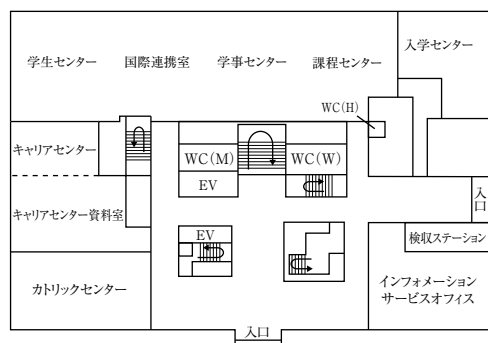 学生センター
国際連携室
学事センター
課程センター
入学センター
WC(H)
キャリアセンター
WC(M)
WC(W)
EV
キャリアセンター資料室
入口
EV
検収ステーション
カトリックセンター
インフォメーション
サービスオフィス
入口